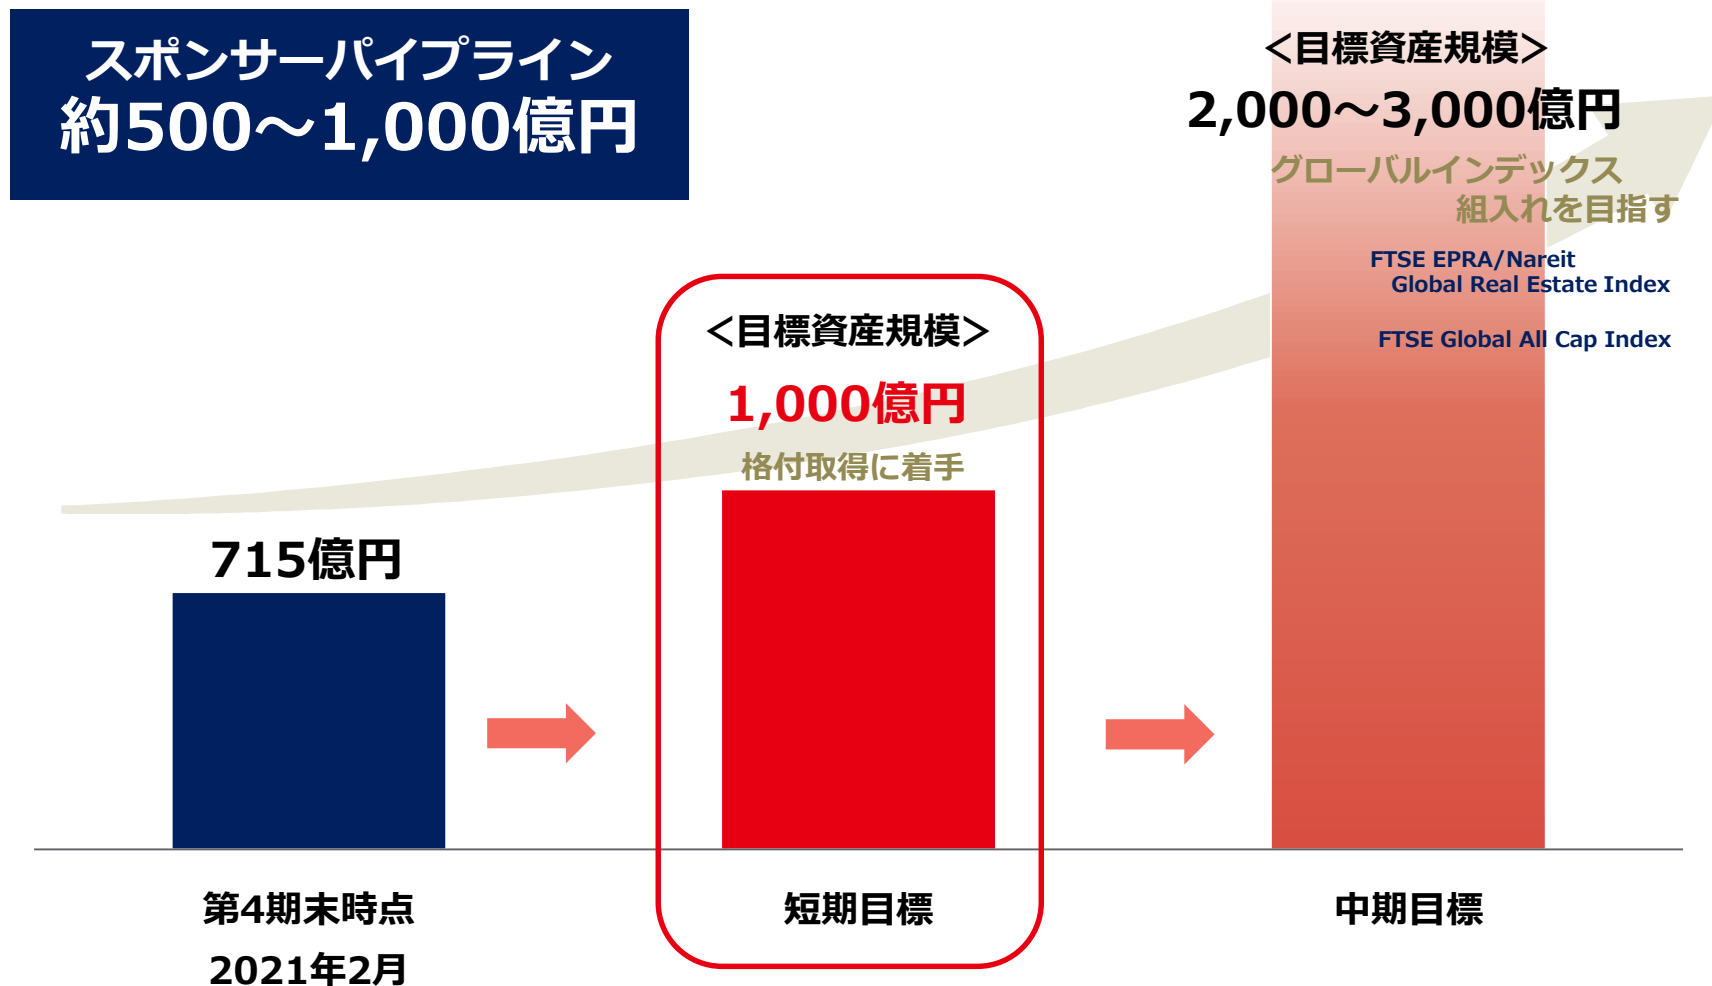 スポンサーパイプライン
約500～1,000億円
＜目標資産規模＞
2,000～3,000億円
グローバルインデックス
組入れを目指す
FTSE EPRA/Nareit
Global Real Estate Index
FTSE Global All Cap Index
＜目標資産規模＞
1,000億円
格付取得に着手
715億円
第4期末時点
2021年2月
短期目標
中期目標